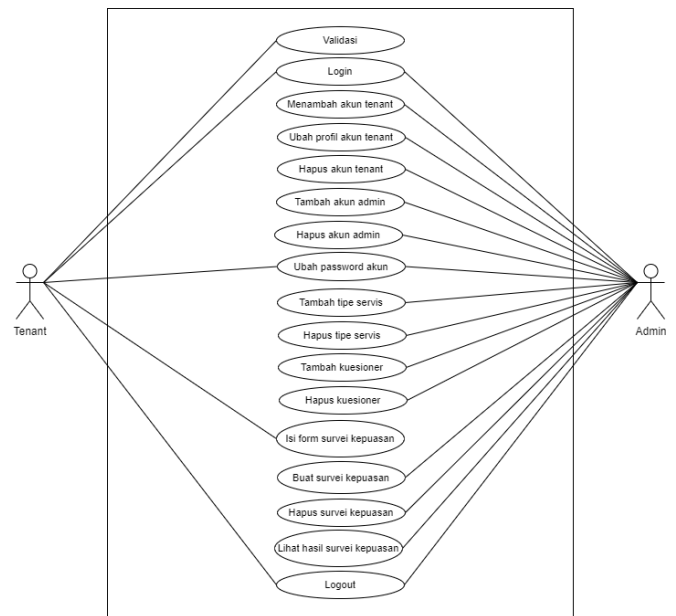 Validasi
Login
Menambah akun tenant
Ubah profil akun tenant
Hapus akun tenant
Tambah akun admin
Hapus akun admin
Ubah password akun
Tambah tipe servis
Tenant
Admin
Hapus tipe servis
Tambah kuesioner
Hapus kuesioner
Isi form survei kepuasan
Buat survei kepuasan
Hapus survei kepuasan
Lihat hasil survei kepuasan
Logout